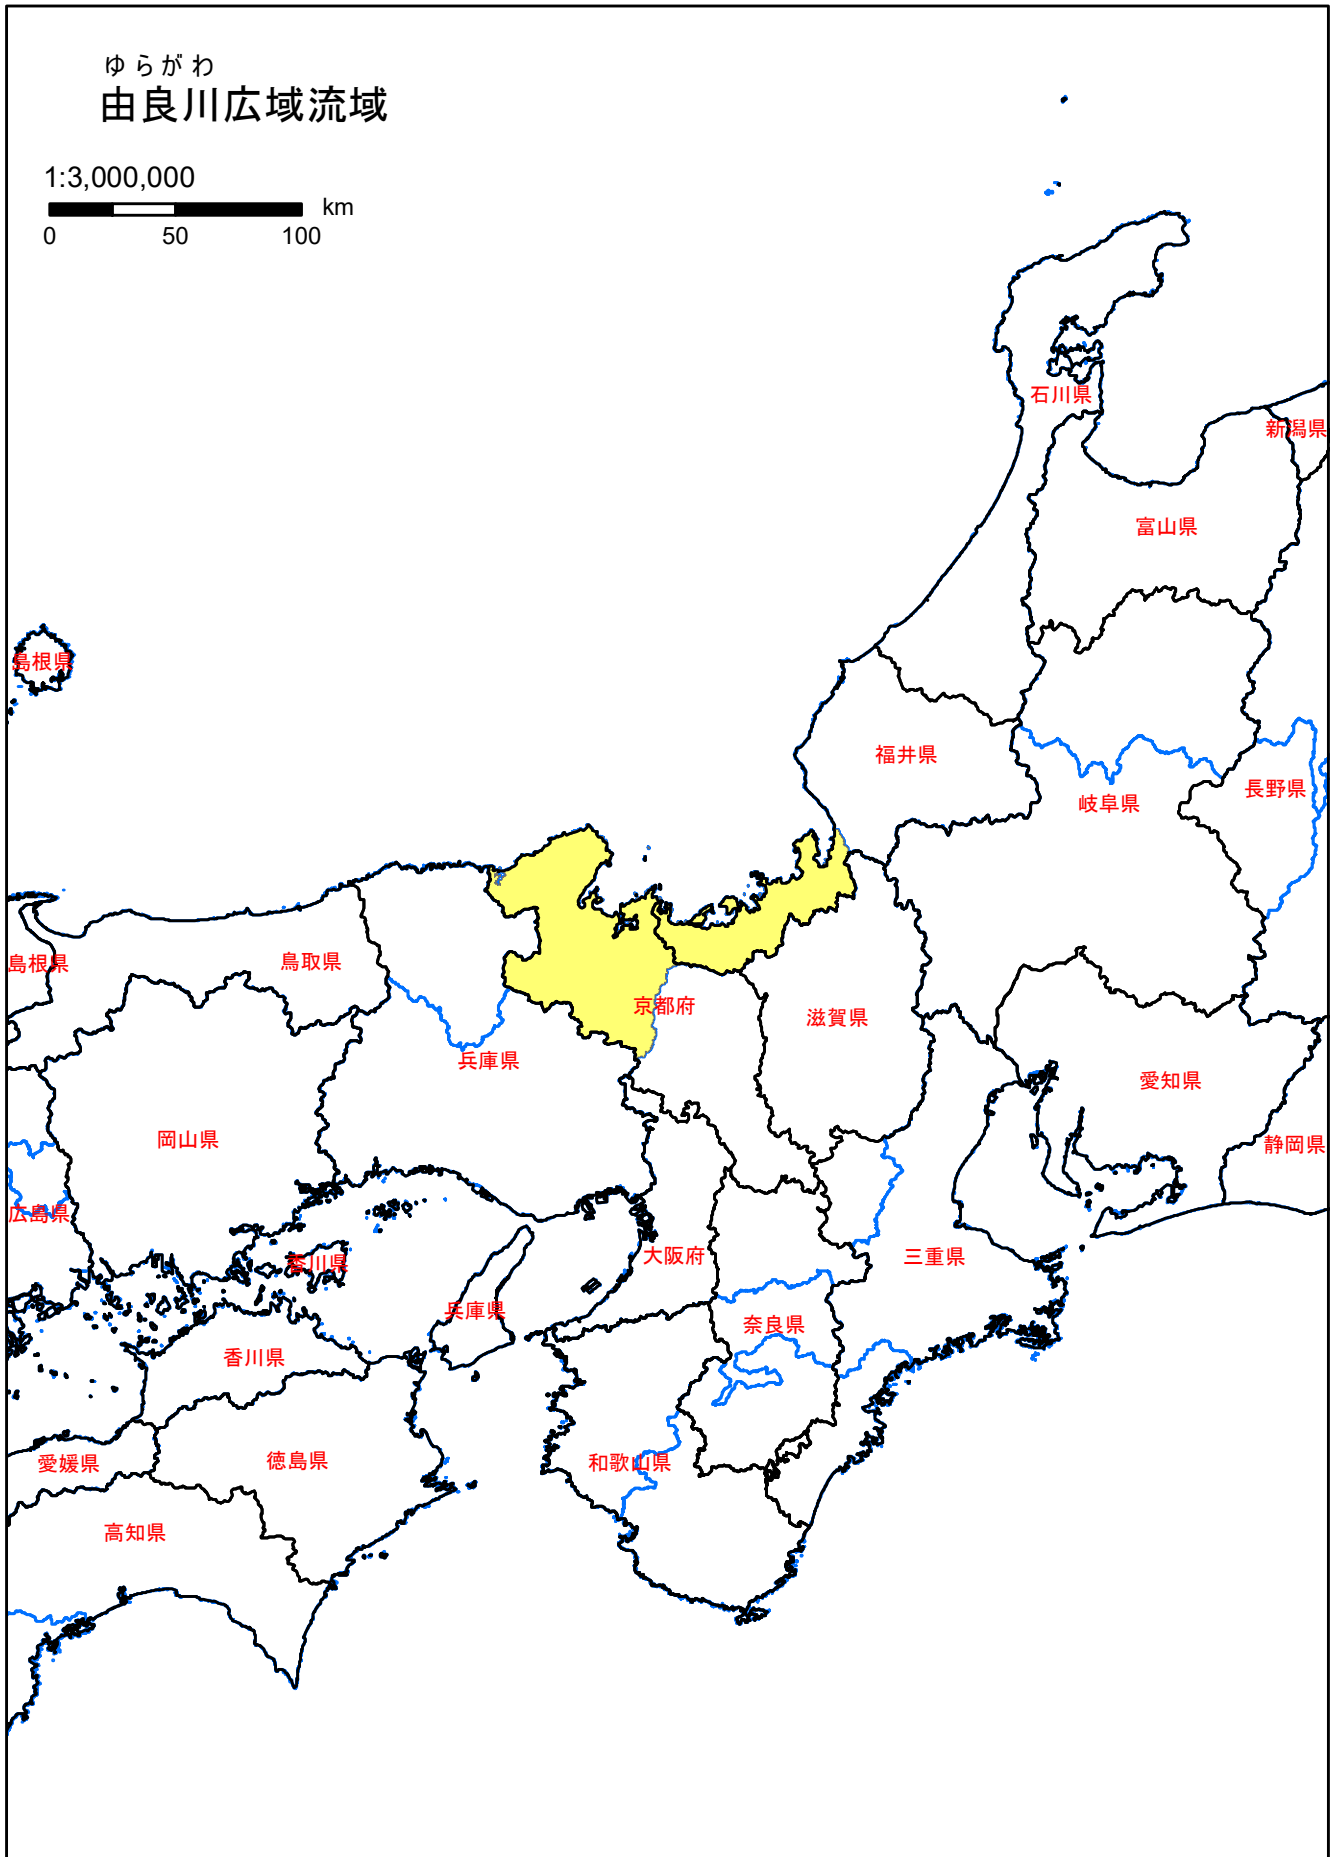 ゆらがわ
由良川広域流域
1:3,000,000
km
0 50 100
石川県
新潟県
富山県
島根県
福井県
長野県
岐阜県
島根県
鳥取県
京都府
滋賀県
兵庫県
愛知県
岡山県
静岡県
広島県
香川県
大阪府
三重県
兵庫県
奈良県
香川県
愛媛県
徳島県
和歌山県
高知県